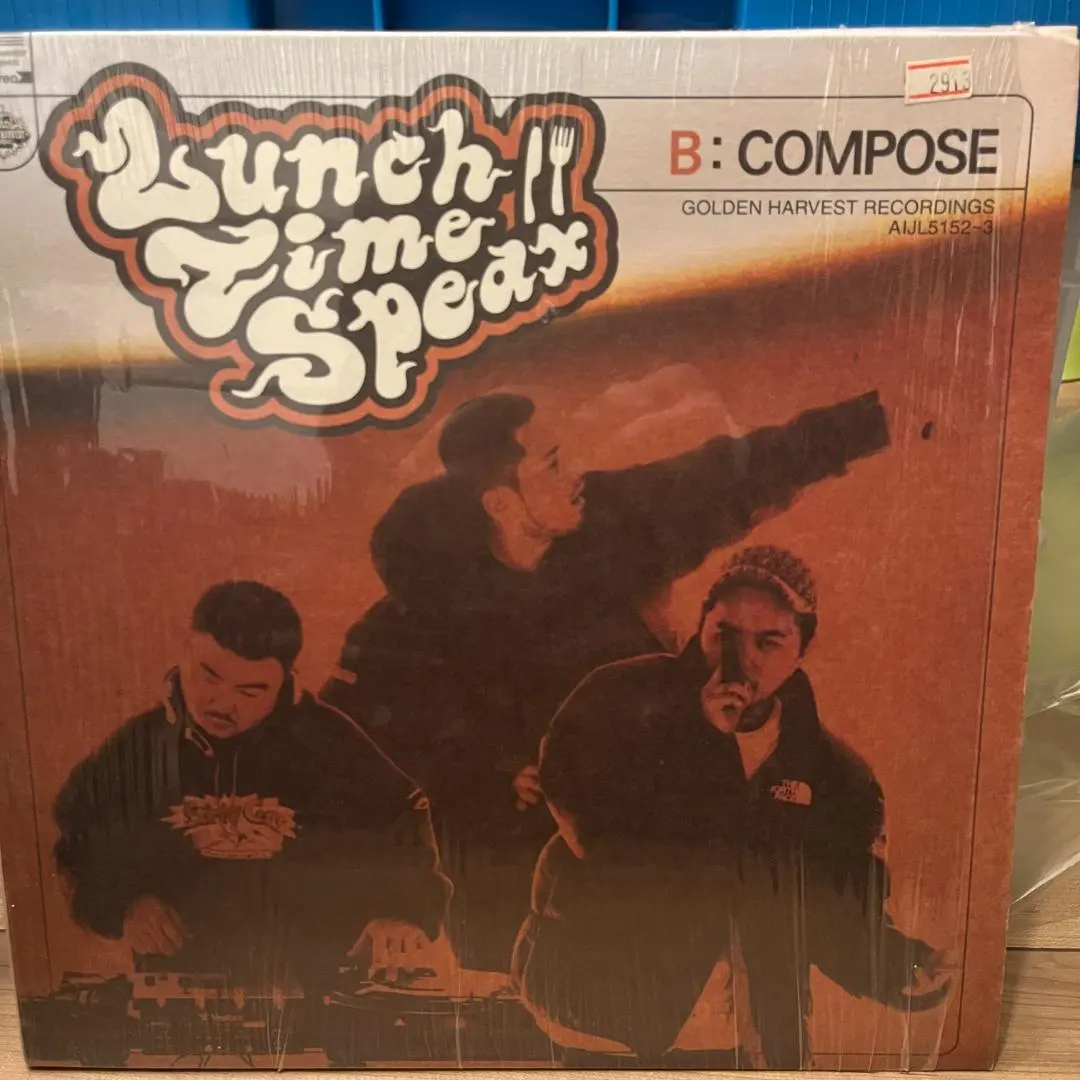 Lunch
Time
Speax
2913
B: COMPOSE
GOLDEN HARVEST RECORDINGS
AIJL5152~3
THE
NORTH
FACE